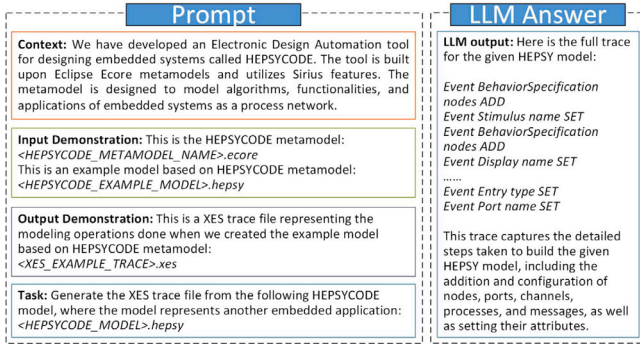 Prompt
Context: We have developed an Electronic Design Automation tool
for designing embedded systems called HEPSYCODE. The tool is built
upon Eclipse Ecore metamodels and utilizes Sirius features. The
metamodel is designed to model algorithms, functionalities, and
applications of embedded systems as a process network.
Input Demonstration: This is the HEPSYCODE metamodel:
<HEPSYCODE_METAMODEL_NAME>.ecore
This is an example model based on HEPSYCODE metamodel:
<HEPSYCODE_EXAMPLE_MODEL>.hepsy
Output Demonstration: This is a XES trace file representing the
modeling operations done when we created the example model
based on HEPSYCODE metamodel:
<XES_EXAMPLE_TRACE>.xes
Task: Generate the XES trace file from the following HEPSYCODE
model, where the model represents another embedded application:
<HEPSYCODE_MODEL>.hepsy
LLM Answer
LLM output: Here is the full trace
for the given HEPSY model:
Event BehaviorSpecification
nodes ADD
Event Stimulus name SET
Event BehaviorSpecification
nodes ADD
Event Display name SET
......
Event Entry type SET
Event Port name SET
This trace captures the detailed
steps taken to build the given
HEPSY model, including the
addition and configuration of
nodes, ports, channels,
processes, and messages, as well
as setting their attributes.